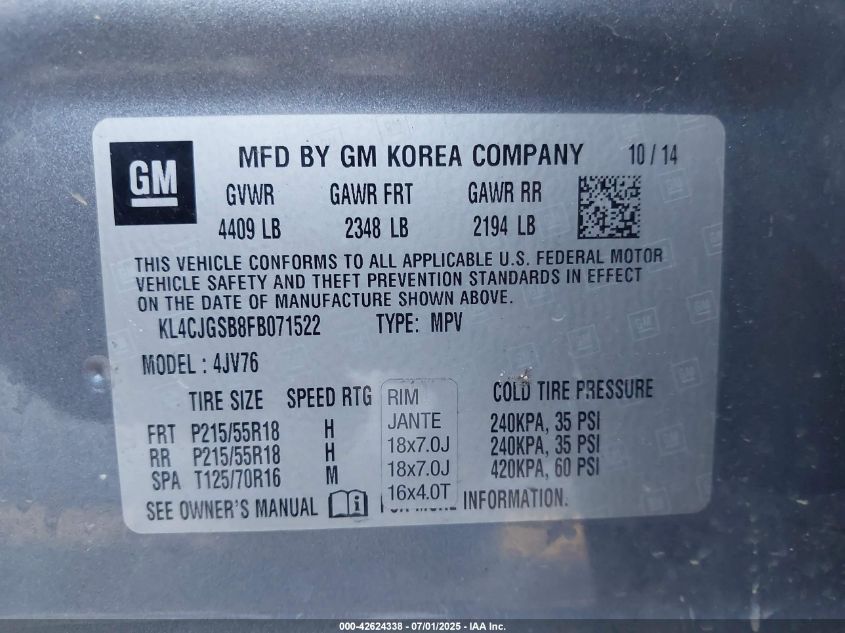 GM MFD BY GM KOREA COMPANY 10 / 14
GVWR GAWR FRT GAWR RR
4409 LB 2348 LB 2194 LB
THIS VEHICLE CONFORMS TO ALL APPLICABLE U.S. FEDERAL MOTOR
VEHICLE SAFETY AND THEFT PREVENTION STANDARDS IN EFFECT
ON THE DATE OF MANUFACTURE SHOWN ABOVE.
KL4CJGSB8FB071522 TYPE: MPV
MODEL : 4JV76
TIRE SIZE SPEED RTG RIM COLD TIRE PRESSURE
JANTE
FRT P215/55R18 H 18x7.0J 240KPA, 35 PSI
RR P215/55R18 H 18x7.0J 240KPA, 35 PSI
SPA T125/70R16 M 16x4.0T 420KPA, 60 PSI
SEE OWNER'S MANUAL INFORMATION.
000-42624338 - 07/01/2025 - IAA Inc.